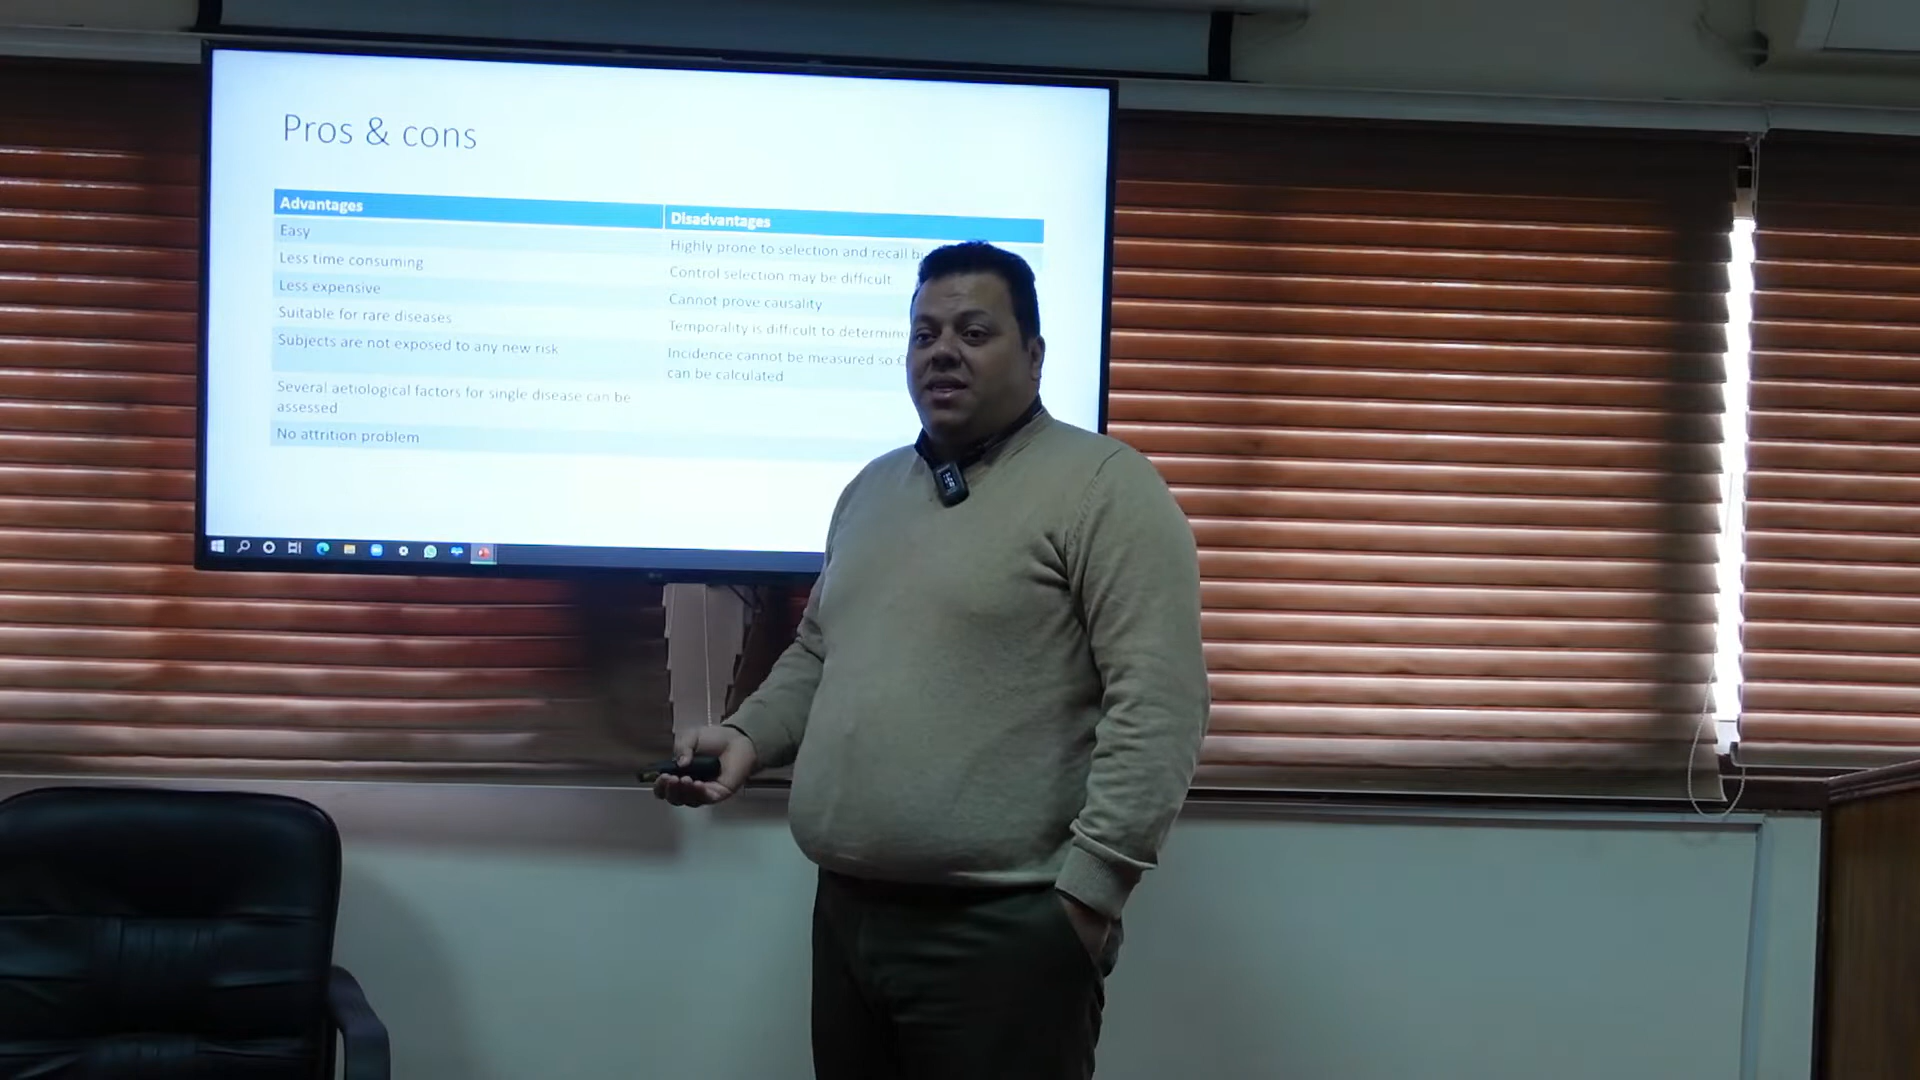 Pros & cons
Advantages
Easy
Less time consuming
Less expensive
Suitable for rare diseases
Subjects are not exposed to any new risk
Several aetiological factors for single disease can be
assessed
No attrition problem
Disadvantages
Highly prone to selection and recall
Control selection may be difficult
Cannot prove causality
Temporality is difficult to
Incidence cannot be measured so
can be calculated